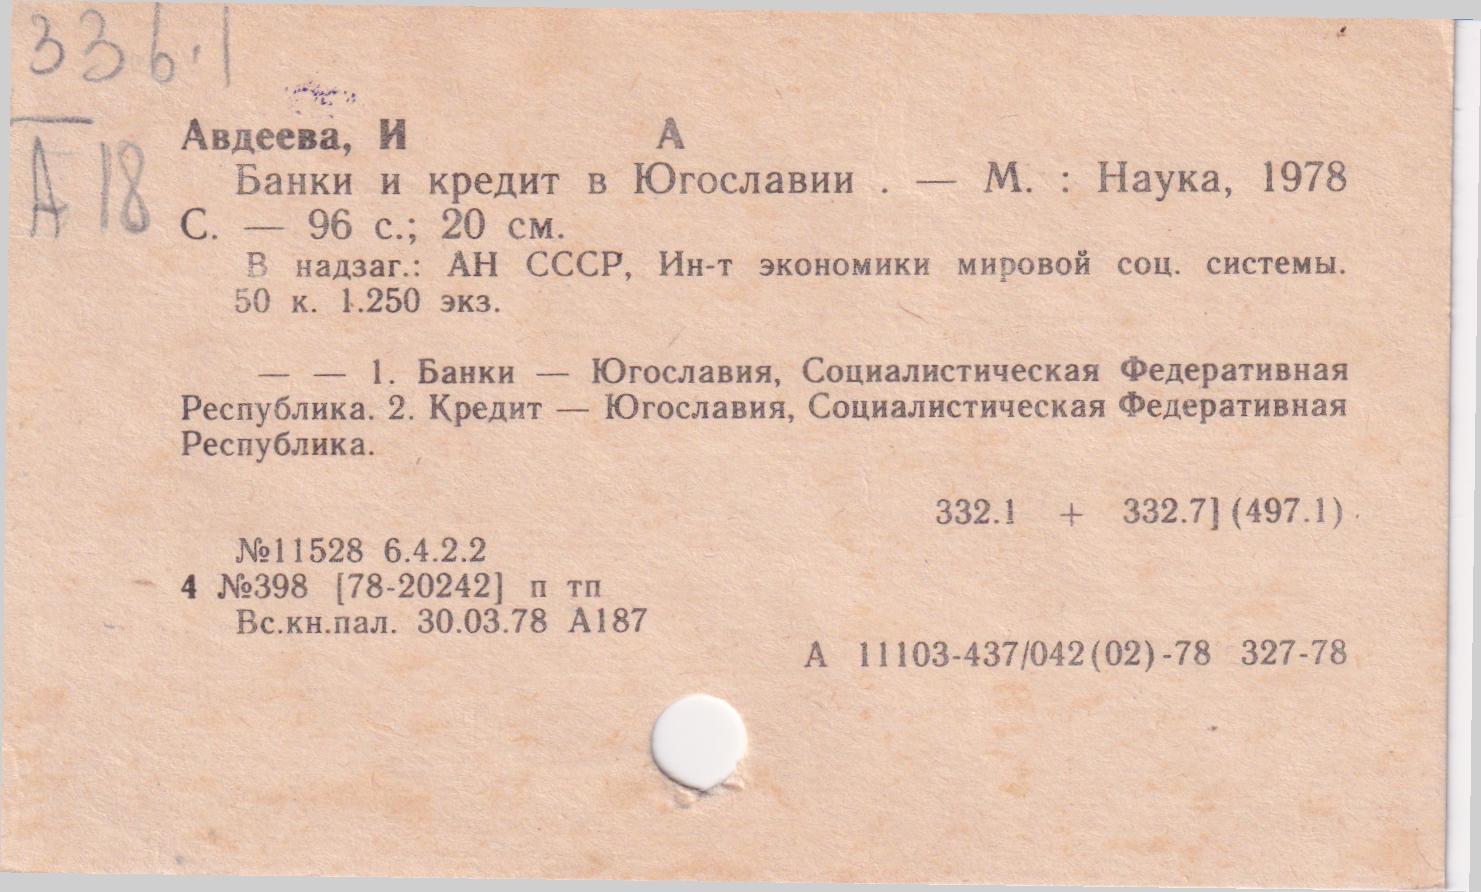 336.1
А18
Авдеева, И А
Банки и кредит в Югославии . — М. : Наука, 1978
С. — 96 с.; 20 см.
В надзаг.: АН СССР, Ин-т экономики мировой соц. системы.
50 к. 1.250 экз.
— — 1. Банки — Югославия, Социалистическая Федеративная
Республика. 2. Кредит — Югославия, Социалистическая Федеративная
Республика.
332.1 + 332.7] (497.1)
№11528 6.4.2.2
4 №398 [78-20242] п тп
Вс.кн.пал. 30.03.78 А187
А 11103-437/042(02)-78 327-78